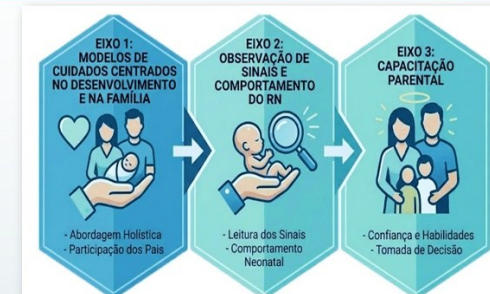 EIXO 1:
MODELOS DE
CUIDADOS CENTRADOS
NO DESENVOLVIMENTO
E NA FAMÍLIA
- Abordagem Holística
- Participação dos Pais
EIXO 2:
OBSERVAÇÃO DE
SINAIS E
COMPORTAMENTO
DO RN
- Leitura dos Sinais
- Comportamento
Neonatal
EIXO 3:
CAPACITAÇÃO
PARENTAL
- Confiança e Habilidades
- Tomada de Decisão